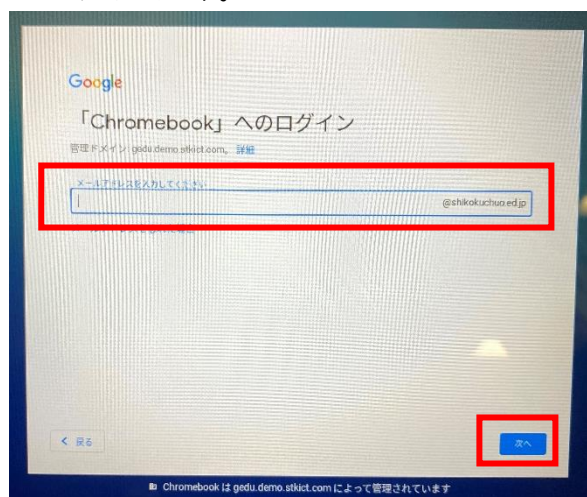 Google
「Chromebook」へのログイン
管理ドメイン: gedu.demo.stkict.com。 詳細
メールアドレスを入力してください
@shikokuchuo.ed.jp
戻る
次へ
Chromebook は gedu.demo.stkict.com によって管理されています